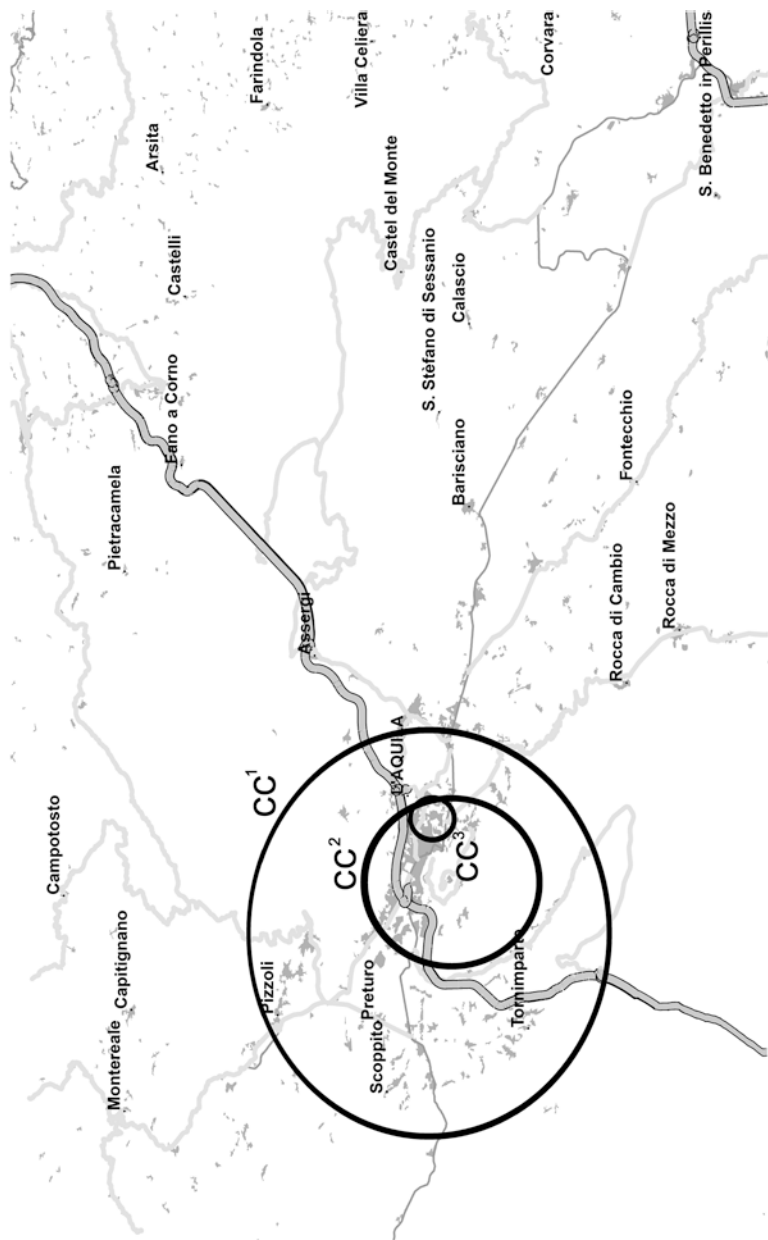 Campotosto
Montereale
Pietracamela
Capitignano
Arsita
Fano a Corno
Castelli
Farindola
CC¹
Pizzoli
Assergi
CC²
Villa Celiera
Preturo
Scoppito
Castel del Monte
L'AQUILA
S. Stèfano di Sessanio
Barisciano
Calascio
CC³
Tornimparte
Corvara
Rocca di Cambio
Fontecchio
Rocca di Mezzo
S. Benedetto in Perillis